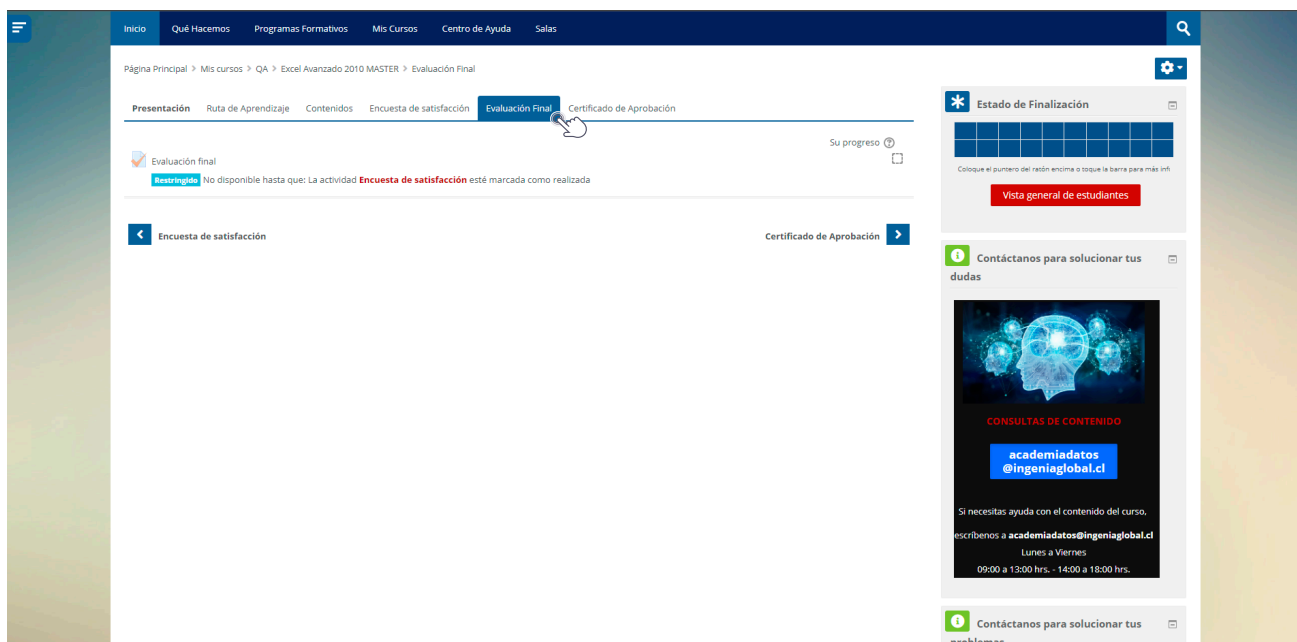 Inicio Qué Hacemos Programas Formativos Mis Cursos Centro de Ayuda Salas
Página Principal > Mis cursos > QA > Excel Avanzado 2010 MASTER > Evaluación Final
Presentación Ruta de Aprendizaje Contenidos Encuesta de satisfacción Evaluación Final Certificado de Aprobación
Su progreso
Evaluación final
Restringido No disponible hasta que: La actividad Encuesta de satisfacción esté marcada como realizada
Encuesta de satisfacción
Certificado de Aprobación
Estado de Finalización
Coloque el puntero del ratón encima o toque la barra para más inf
Vista general de estudiantes
Contáctanos para solucionar tus
dudas
CONSULTAS DE CONTENIDO
academiadatos
@ingeniaglobal.cl
Si necesitas ayuda con el contenido del curso,
escríbenos a academiadatos@ingeniaglobal.cl
Lunes a Viernes
09:00 a 13:00 hrs. - 14:00 a 18:00 hrs.
Contáctanos para solucionar tus
problemas